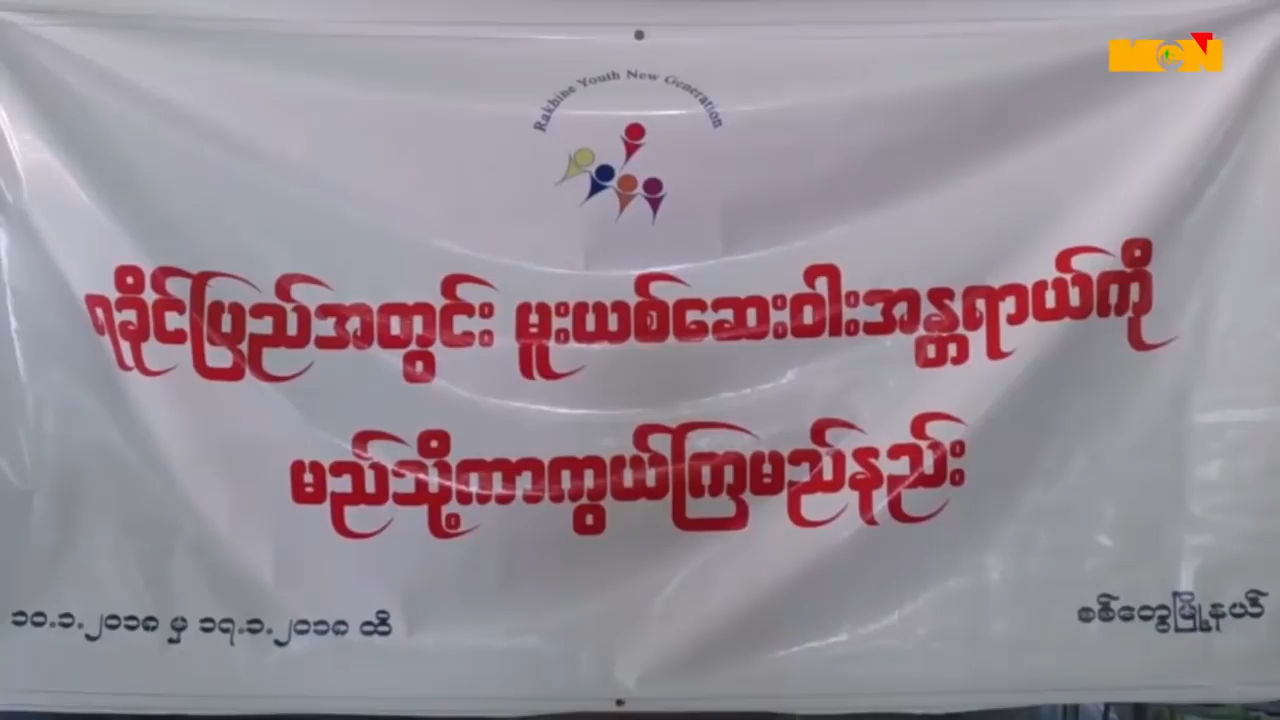 MCN
Rakhine Youth New Generation
ရခိုင်ပြည်အတွင်း မူးယစ်ဆေးဝါးအန္တရာယ်ကို
မည်သို့ကာကွယ်ကြမည်နည်း
၁၀.၁.၂၀၁၈ မှ ၁၇.၁.၂၀၁၈ ထိ
စစ်တွေမြို့နယ်